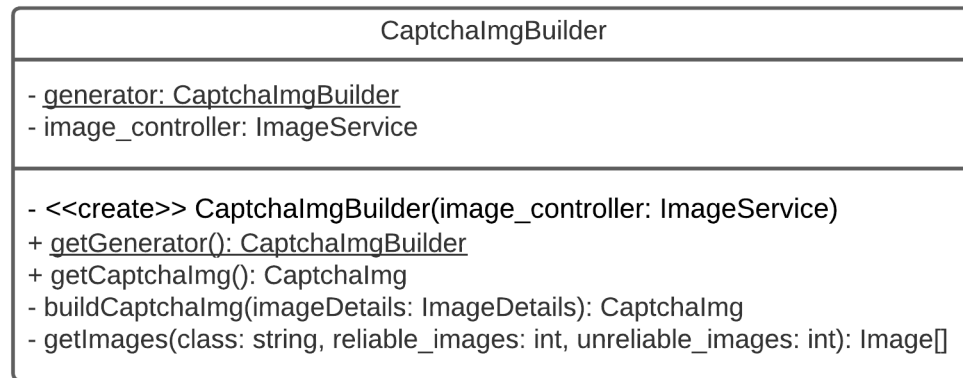 CaptchaImgBuilder
- generator: CaptchaImgBuilder
- image_controller: ImageService
- <<create>> CaptchaImgBuilder(image_controller: ImageService)
+ getGenerator(): CaptchaImgBuilder
+ getCaptchaImg(): CaptchaImg
- buildCaptchaImg(imageDetails: ImageDetails): CaptchaImg
- getImages(class: string, reliable_images: int, unreliable_images: int): Image[]